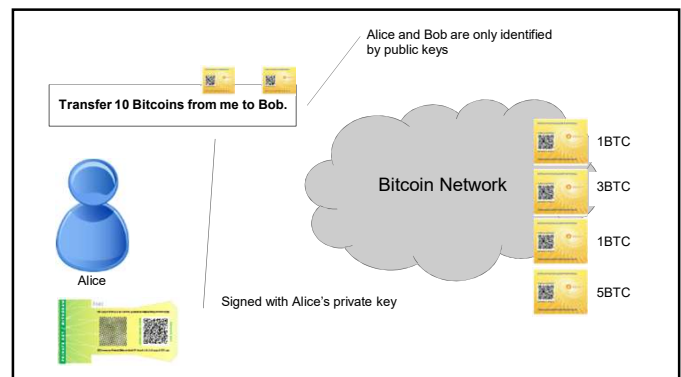 Alice and Bob are only identified
by public keys
Transfer 10 Bitcoins from me to Bob.
Bitcoin Network
1BTC
3BTC
1BTC
5BTC
Alice
Signed with Alice's private key